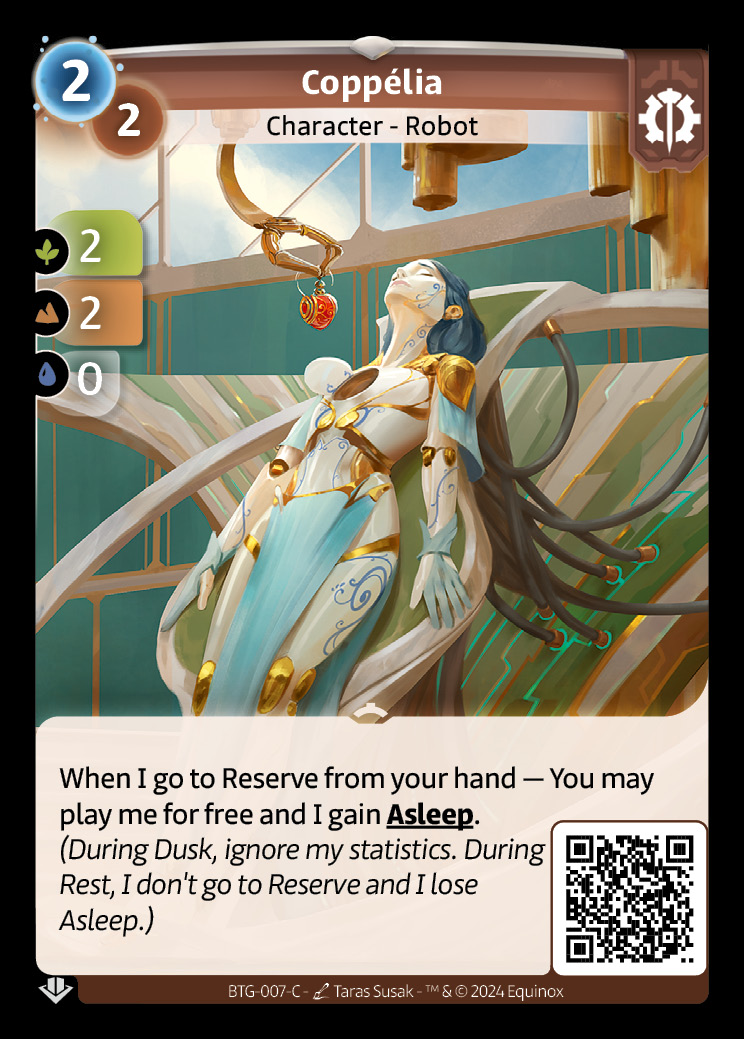 2
Coppélia
2
Character - Robot
2
2
0
When I go to Reserve from your hand — You may
play me for free and I gain Asleep.
(During Dusk, ignore my statistics. During
Rest, I don't go to Reserve and I lose
Asleep.)
BTG-007-C - Taras Susak - ™ & © 2024 Equinox